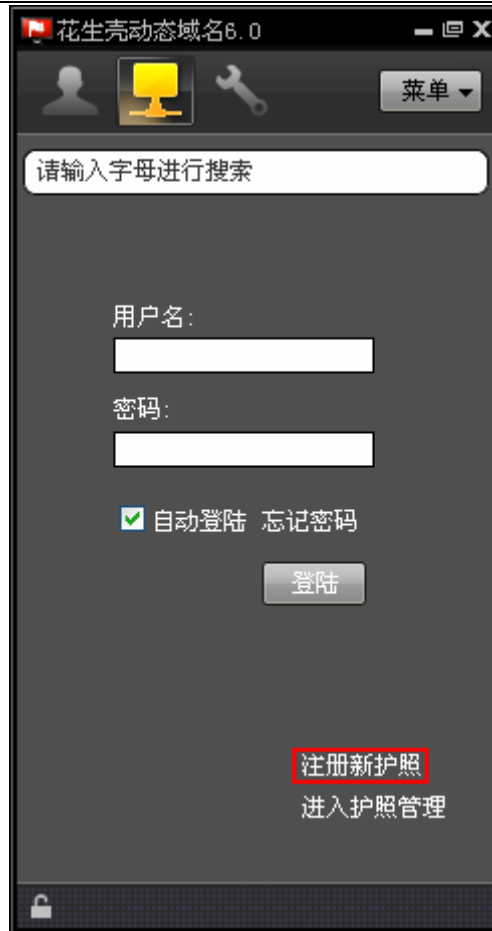 花生壳动态域名6.0
菜单
请输入字母进行搜索
用户名:
密码:
自动登陆 忘记密码
登陆
注册新护照
进入护照管理